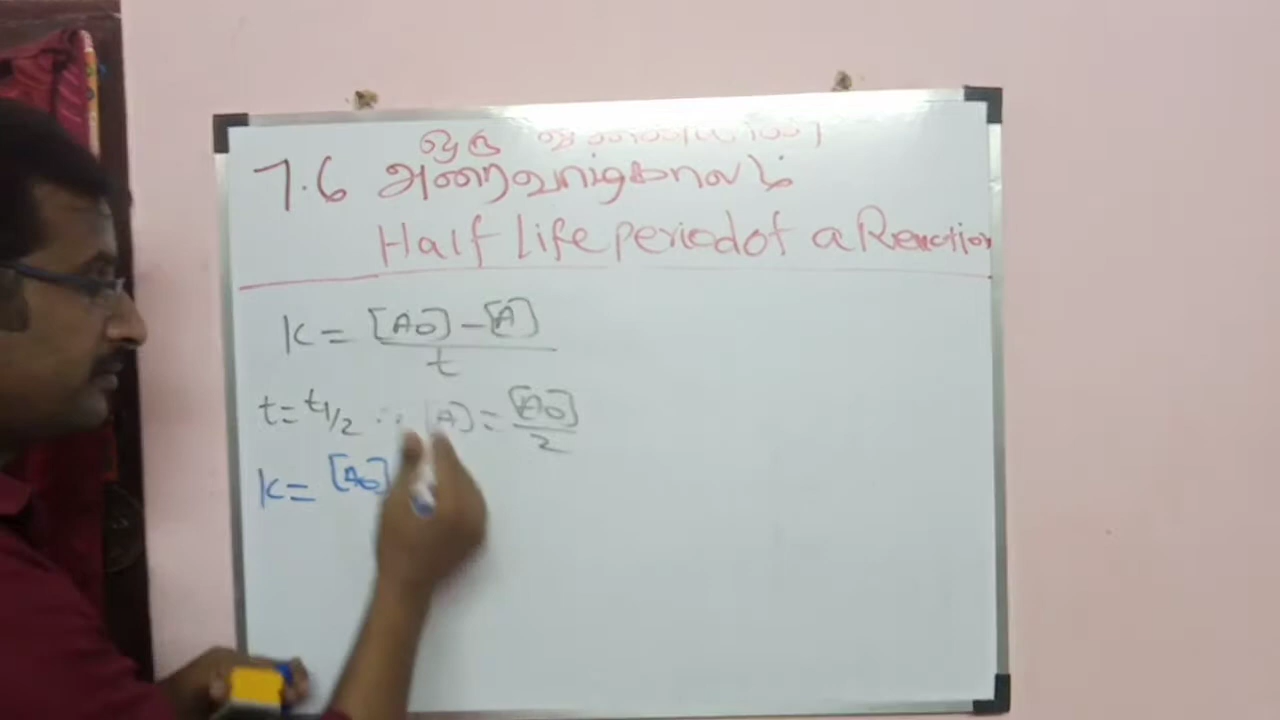 ஒரு
7.6 அரைவாழ்காலம்
Half life period of a Reaction
K = [A0] - [A] / t
t = t1/2 ∴ [A] = [A0] / 2
K = [A0]